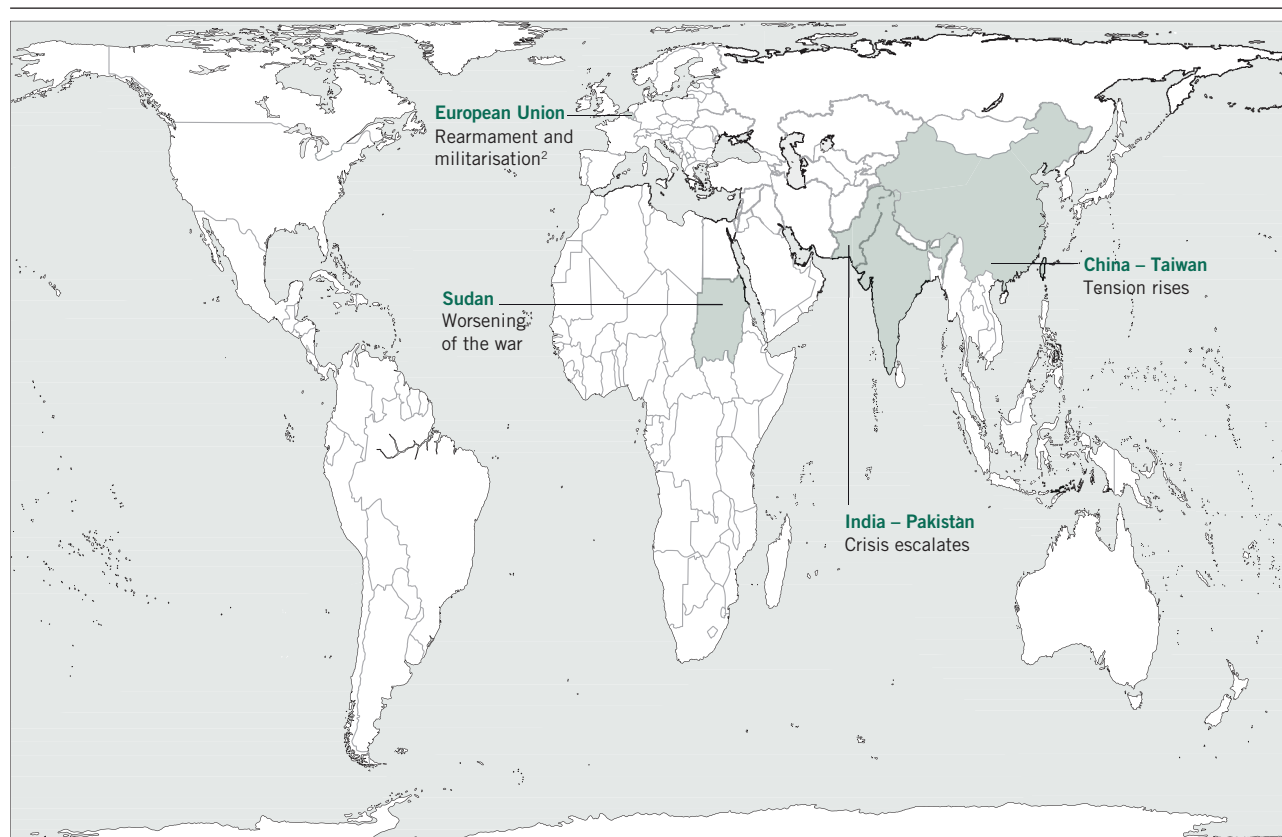 European Union
Rearmament and
militarisation²
China – Taiwan
Tension rises
Sudan
Worsening
of the war
India – Pakistan
Crisis escalates